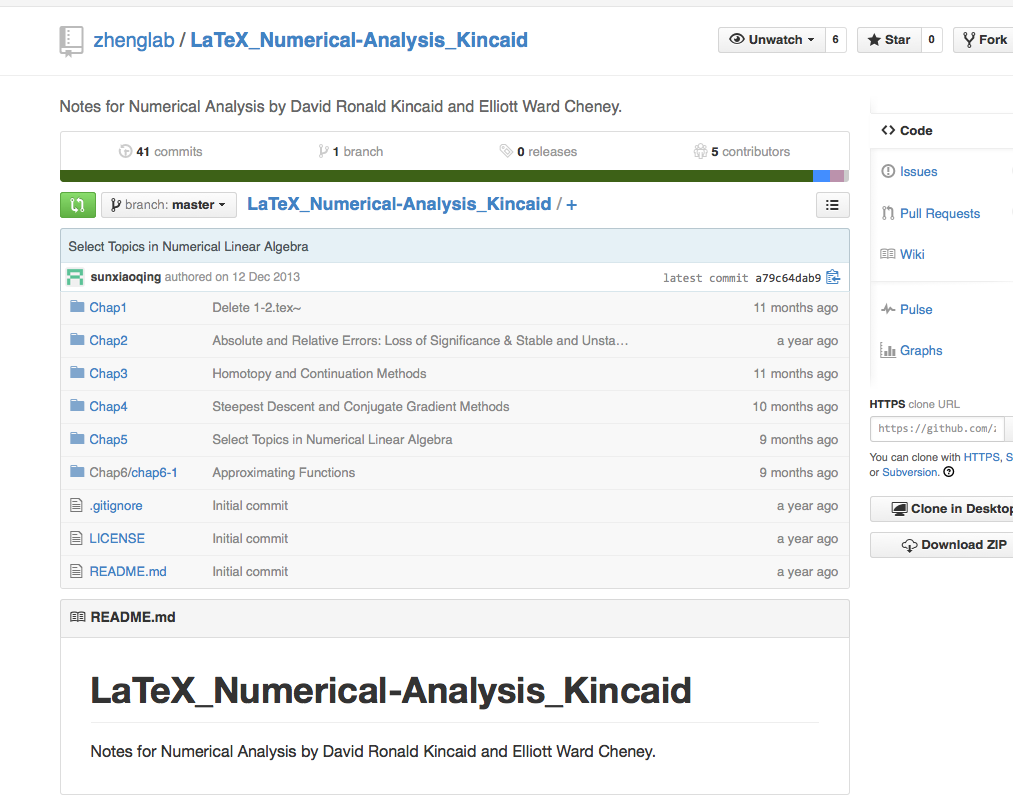 zhenglab / LaTeX_Numerical-Analysis_Kincaid
Unwatch 6 Star 0 Fork
Notes for Numerical Analysis by David Ronald Kincaid and Elliott Ward Cheney.
41 commits 1 branch 0 releases 5 contributors
branch: master LaTeX_Numerical-Analysis_Kincaid / +
Select Topics in Numerical Linear Algebra
sunxiaoqing authored on 12 Dec 2013 latest commit a79c64dab9
Chap1 Delete 1-2.tex~ 11 months ago
Chap2 Absolute and Relative Errors: Loss of Significance & Stable and Unsta… a year ago
Chap3 Homotopy and Continuation Methods 11 months ago
Chap4 Steepest Descent and Conjugate Gradient Methods 10 months ago
Chap5 Select Topics in Numerical Linear Algebra 9 months ago
Chap6/chap6-1 Approximating Functions 9 months ago
.gitignore Initial commit a year ago
LICENSE Initial commit a year ago
README.md Initial commit a year ago
README.md
LaTeX_Numerical-Analysis_Kincaid
Notes for Numerical Analysis by David Ronald Kincaid and Elliott Ward Cheney.
Code
Issues
Pull Requests
Wiki
Pulse
Graphs
HTTPS clone URL
https://github.com/
You can clone with HTTPS, S
or Subversion.
Clone in Desktop
Download ZIP